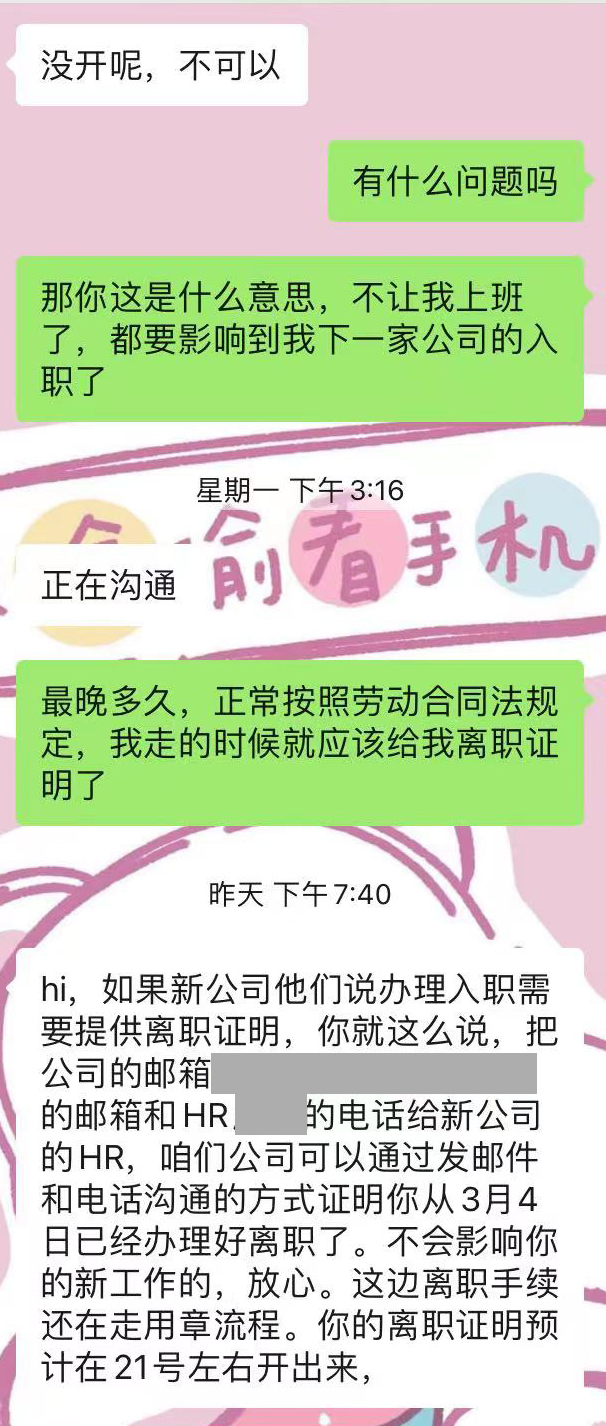 没开呢，不可以
有什么问题吗
那你这是什么意思，不让我上班
了，都要影响到我下一家公司的入
职了
星期一 下午 3:16
偷看手机
正在沟通
最晚多久，正常按照劳动合同法规
定，我走的时候就应该给我离职证
明了
昨天 下午 7:40
hi，如果新公司他们说办理入职需
要提供离职证明，你就这么说，把
公司的邮箱
的邮箱和HR
的电话给新公司
的HR，咱们公司可以通过发邮件
和电话沟通的方式证明你从3月4
日已经办理好离职了。不会影响你
的新工作的，放心。这边离职手续
还在走用章流程。你的离职证明预
计在21号左右开出来，